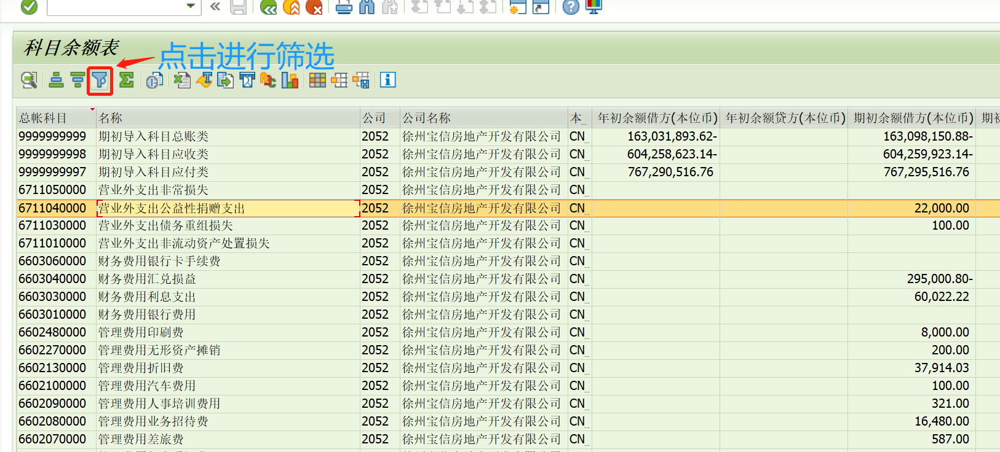 科目余额表
点击进行筛选
总帐科目 名称 公司 公司名称 本... 年初余额借方(本位币) 年初余额贷方(本位币) 期初余额借方(本位币) 期初
9999999999 期初导入科目总账类 2052 徐州宝信房地产开发有限公司 CN... 163,031,893.62- 163,098,150.88-
9999999998 期初导入科目应收类 2052 徐州宝信房地产开发有限公司 CN... 604,258,623.14- 604,259,923.14-
9999999997 期初导入科目应付类 2052 徐州宝信房地产开发有限公司 CN... 767,290,516.76 767,295,516.76
6711050000 营业外支出非常损失 2052 徐州宝信房地产开发有限公司 CN...
6711040000 营业外支出公益性捐赠支出 2052 徐州宝信房地产开发有限公司 CN... 22,000.00
6711030000 营业外支出债务重组损失 2052 徐州宝信房地产开发有限公司 CN... 100.00
6711010000 营业外支出非流动资产处置损失 2052 徐州宝信房地产开发有限公司 CN...
6603060000 财务费用银行卡手续费 2052 徐州宝信房地产开发有限公司 CN...
6603040000 财务费用汇兑损益 2052 徐州宝信房地产开发有限公司 CN... 295,000.80-
6603030000 财务费用利息支出 2052 徐州宝信房地产开发有限公司 CN... 60,022.22
6603010000 财务费用银行费用 2052 徐州宝信房地产开发有限公司 CN...
6602480000 管理费用印刷费 2052 徐州宝信房地产开发有限公司 CN... 8,000.00
6602270000 管理费用无形资产摊销 2052 徐州宝信房地产开发有限公司 CN... 200.00
6602130000 管理费用折旧费 2052 徐州宝信房地产开发有限公司 CN... 37,914.03
6602100000 管理费用汽车费用 2052 徐州宝信房地产开发有限公司 CN... 100.00
6602090000 管理费用人事培训费用 2052 徐州宝信房地产开发有限公司 CN... 321.00
6602080000 管理费用业务招待费 2052 徐州宝信房地产开发有限公司 CN... 16,480.00
6602070000 管理费用差旅费 2052 徐州宝信房地产开发有限公司 CN... 587.00